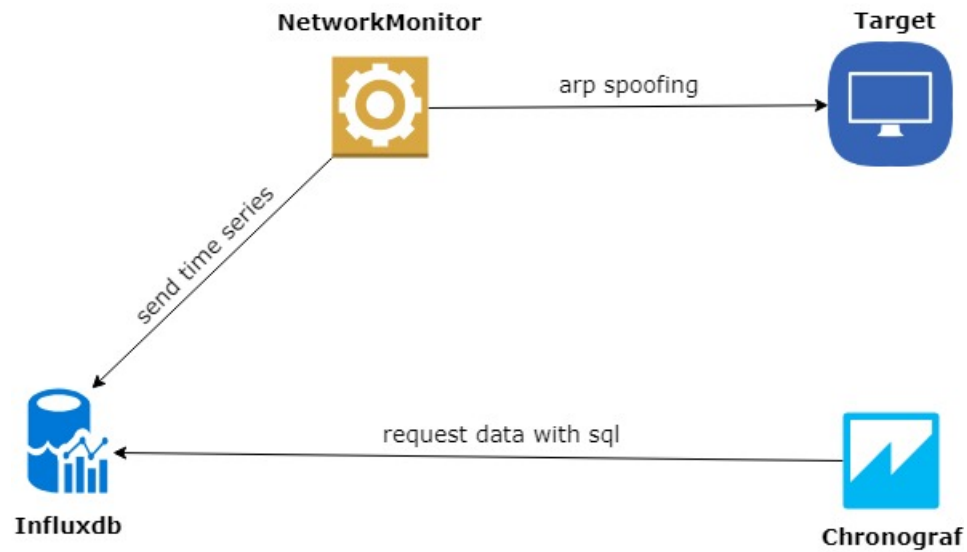 NetworkMonitor
Target
arp spoofing
send time series
request data with sql
Influxdb
Chronograf